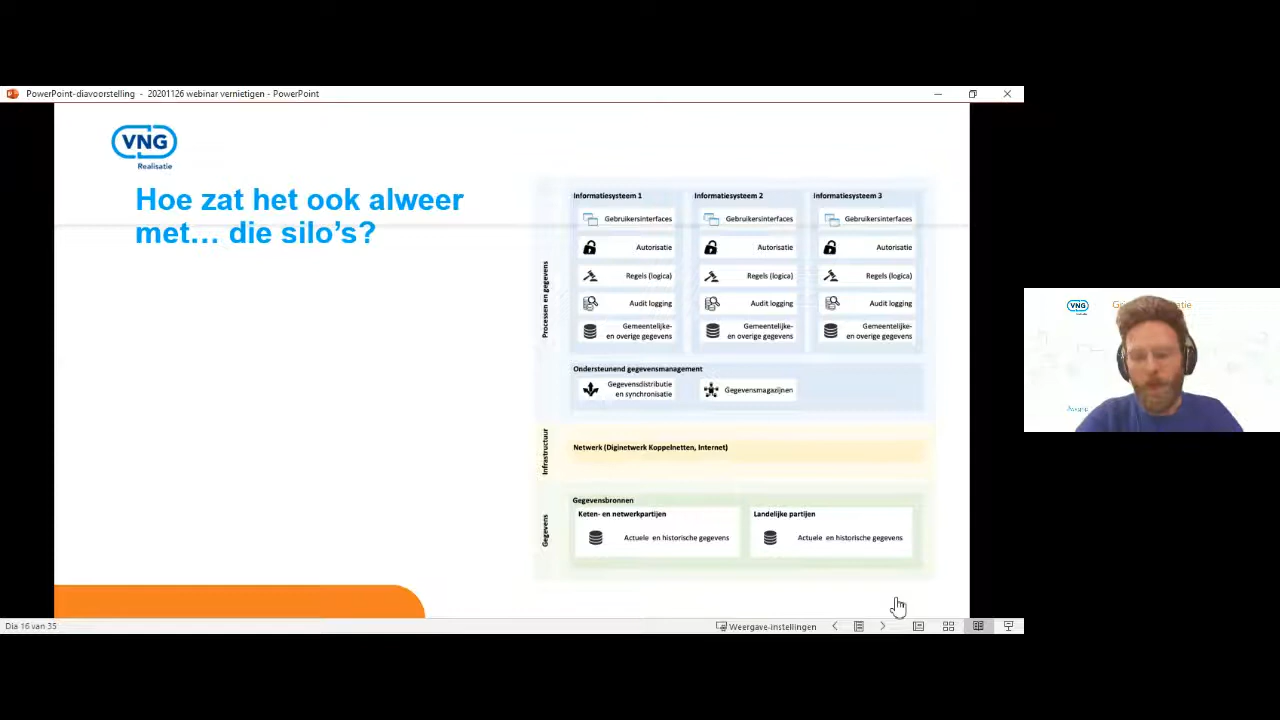 PowerPoint-diavoorstelling - 20201126 webinar vernietigen - PowerPoint
VNG
Realisatie
Hoe zat het ook alweer
met… die silo's?
Processen en gegevens
Informatiesysteem 1
Gebruikersinterfaces
Autorisatie
Regels (logica)
Audit logging
Gemeentelijke-
en overige gegevens
Informatiesysteem 2
Gebruikersinterfaces
Autorisatie
Regels (logica)
Audit logging
Gemeentelijke-
en overige gegevens
Informatiesysteem 3
Gebruikersinterfaces
Autorisatie
Regels (logica)
Audit logging
Gemeentelijke-
en overige gegevens
Ondersteunend gegevensmanagement
Gegevensdistributie
en synchronisatie
Gegevensmagazijnen
Infrastructuur
Netwerk (Diginetwerk Koppelnetten, Internet)
Gegevens
Gegevensbronnen
Keten- en netwerkpartijen
Actuele en historische gegevens
Landelijke partijen
Actuele en historische gegevens
Dia 16 van 35
Weergave-instellingen
VNG